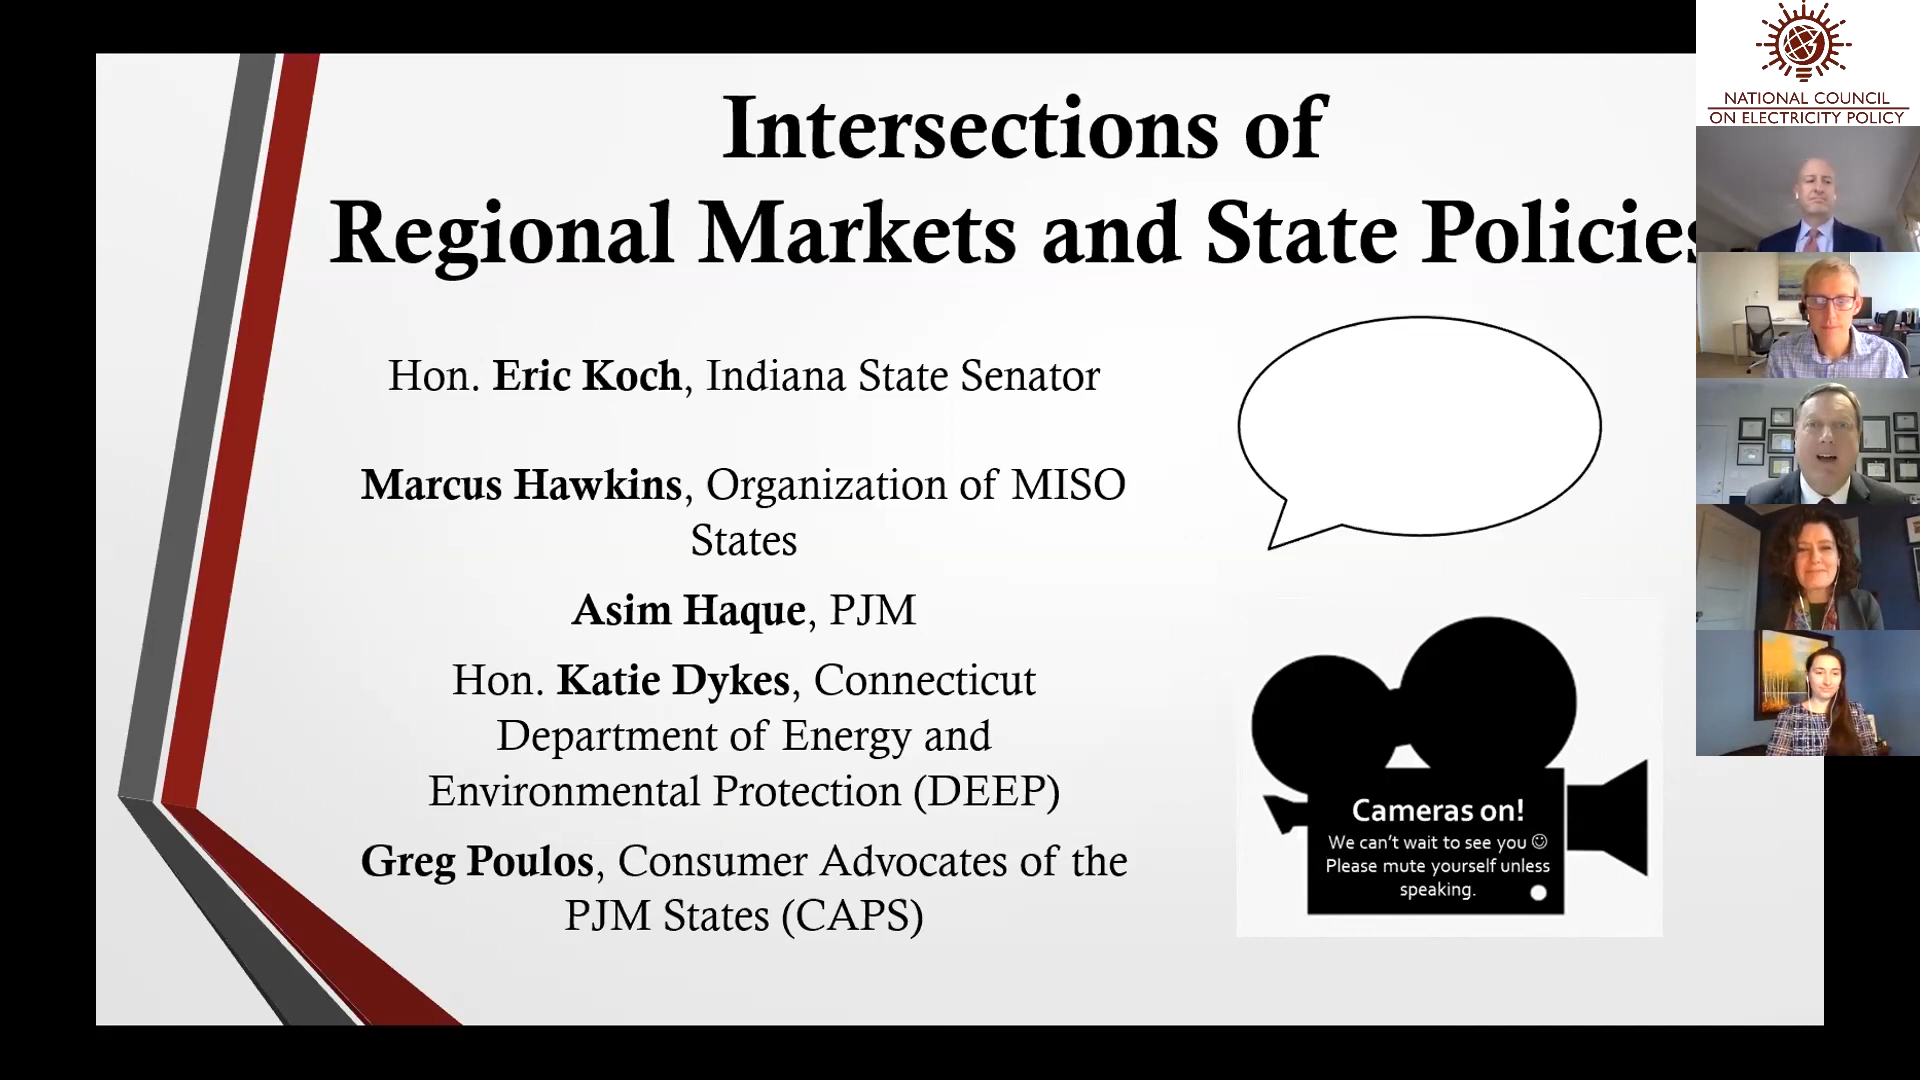 Intersections of
Regional Markets and State Policies
Hon. Eric Koch, Indiana State Senator
Marcus Hawkins, Organization of MISO
States
Asim Haque, PJM
Hon. Katie Dykes, Connecticut
Department of Energy and
Environmental Protection (DEEP)
Greg Poulos, Consumer Advocates of the
PJM States (CAPS)
Cameras on!
We can't wait to see you ☺
Please mute yourself unless
speaking.
NATIONAL COUNCIL
ON ELECTRICITY POLICY